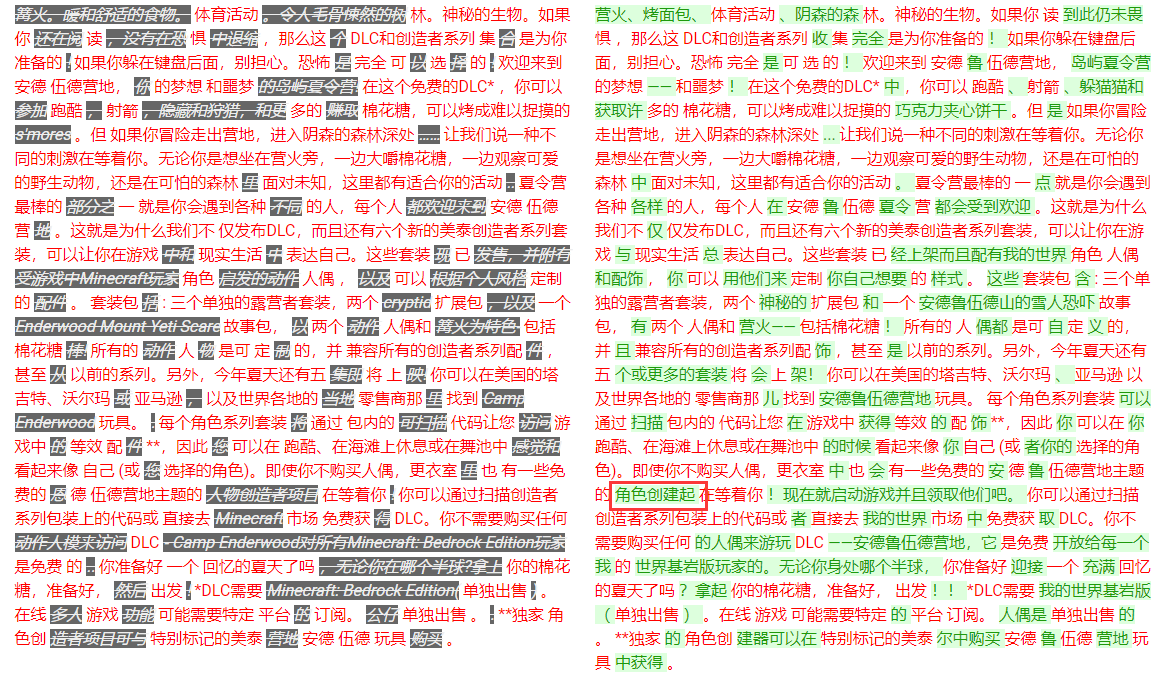 篝火。暖和舒适的食物。 体育活动 。令人毛骨悚然的树 林。神秘的生物。如果
你 还在阅 读 ，没有在恐 惧 中退缩 ，那么这 个 DLC和创造者系列 集 合 是为你
准备的 ! 如果你躲在键盘后面，别担心。恐怖 是 完全 可 以 选 择的 ! 欢迎来到
安德 伍德营地， 你 的梦想 和噩梦 的岛屿夏令营! 在这个免费的DLC* ，你可以
参加 跑酷 ， 射箭 ，隐藏和狩猎，和更 多的 赚取 棉花糖，可以烤成难以捉摸的
s'mores 。但 如果你冒险走出营地，进入阴森的森林深处 …… 让我们说一种不
同的刺激在等着你。无论你是想坐在营火旁，一边大嚼棉花糖，一边观察可爱
的野生动物，还是在可怕的森林 里 面对未知，这里都有适合你的活动 .. 夏令营
最棒的 部分之 一 就是你会遇到各种 不同 的人，每个人 都欢迎来到 安德 伍德
营 地 。这就是为什么我们不 仅发布DLC，而且还有六个新的美泰创造者系列套
装，可以让你在游戏 中和 现实生活 中 表达自己。这些套装 现 已 发售，并附有
受游戏中Minecraft玩家 角色 启发的动作 人偶 ， 以及 可以 根据个人风格 定制
的 配件 。 套装包 括 : 三个单独的露营者套装，两个 cryptid 扩展包 ，以及 一个
Enderwood Mount Yeti Scare 故事包， 以 两个 动作 人偶和 篝火为特色- 包括
棉花糖 棒! 所有的 动作 人 物 是可 定 制 的，并 兼容所有的创造者系列配 件 ，
甚至 从 以前的系列。另外，今年夏天还有五 集即 将 上 映! 你可以在美国的塔
吉特、沃尔玛 或 亚马逊 ， 以及世界各地的 当地 零售商那 里 找到 Camp
Enderwood 玩具。 : 每个角色系列套装 将 通过 包内的 可扫描 代码让您 访问 游
戏中 的 等效 配 件 **，因此 您 可以在 跑酷、在海滩上休息或在舞池中 感觉和
看起来像 自己 (或 您 选择的角色)。即使你不购买人偶，更衣室 里 也 有一些免
费的 恩 德 伍德营地主题的 人物创造者项目 在等着你 : 你可以通过扫描创造者
系列包装上的代码或 直接去 Minecraft 市场 免费获 得 DLC。你不需要购买任何
动作人模来访问 DLC - Camp Enderwood对所有Minecraft: Bedrock Edition玩家
是免费 的 .. 你准备好 一个 回忆的夏天了吗 ，无论你在哪个半球?拿上 你的棉花
糖，准备好， 然后 出发 ! *DLC需要 Minecraft: Bedrock Edition( 单独出售 )。
在线 多人 游戏 功能 可能需要特定 平台 的 订阅。 公仔 单独出售 。 : **独家 角
色创 造者项目可与 特别标记的美泰 营地 安德 伍德 玩具 购买 。
营火、烤面包、 体育活动 、阴森的森 林。神秘的生物。如果你 读 到此仍未畏
惧 ，那么这 DLC和创造者系列 收 集 完全 是为你准备的 ！ 如果你躲在键盘后
面，别担心。恐怖 完全 是 可 选 的 ！ 欢迎来到 安德 鲁 伍德营地， 岛屿夏令营
的梦想 —— 和噩梦 ！ 在这个免费的DLC* 中 ，你可以 跑酷 、 射箭 、躲猫猫和
获取许 多的 棉花糖，可以烤成难以捉摸的 巧克力夹心饼干 。但 是 如果你冒险
走出营地，进入阴森的森林深处 ... 让我们说一种不同的刺激在等着你。无论你
是想坐在营火旁，一边大嚼棉花糖，一边观察可爱的野生动物，还是在可怕的
森林 中 面对未知，这里都有适合你的活动 。 夏令营最棒的 一 点 就是你会遇到
各种 各样 的人，每个人 在 安德 鲁 伍德 夏令 营 都会受到欢迎 。这就是为什么
我们不 仅 仅发布DLC，而且还有六个新的美泰创造者系列套装，可以让你在游
戏 与 现实生活 总 表达自己。这些套装 已 经上架而且配有我的世界 角色 人偶
和配饰 ， 你 可以 用他们来 定制 你自己想要 的 样式 。 这些 套装包 含 : 三个单
独的露营者套装，两个 神秘的 扩展包 和 一个 安德鲁伍德山的雪人恐吓 故事
包， 有 两个 人偶和 营火—— 包括棉花糖 ！ 所有的 人 偶都 是可 自 定 义 的，
并 且 兼容所有的创造者系列配 饰 ，甚至 是 以前的系列。另外，今年夏天还有
五 个或更多的套装 将 会 上 架！ 你可以在美国的塔吉特、沃尔玛 、 亚马逊 以
及世界各地的 零售商那 儿 找到 安德鲁伍德营地 玩具。 每个角色系列套装 可以
通过 扫描 包内的 代码让您 在 游戏中 获得 等效 的 配 饰 **，因此 你 可以在 你
跑酷、在海滩上休息或在舞池中 的时候 看起来像 你 自己 (或 者你的 选择的角
色)。即使你不购买人偶，更衣室 中 也 会 有一些免费的 安 德 鲁 伍德营地主题
的 角色创建起 在等着你 ！ 现在就启动游戏并且领取他们吧。 你可以通过扫描
创造者系列包装上的代码或 者 直接去 我的世界 市场 中 免费获 取 DLC。你不
需要购买任何 的人偶来游玩 DLC ——安德鲁伍德营地，它 是免费 开放给每一个
我 的 世界基岩版玩家的。无论你身处哪个半球， 你准备好 迎接 一个 充满 回忆
的夏天了吗 ？拿起 你的棉花糖，准备好， 出发 ！！ *DLC需要 我的世界基岩版
（ 单独出售 ） 。在线 游戏 可能需要特定 的 平台 订阅。 人偶是 单独出售 的
。 **独家 的 角色创 建器可以在 特别标记的美泰 尔中购买 安德 鲁 伍德 营地 玩
具 中获得 。